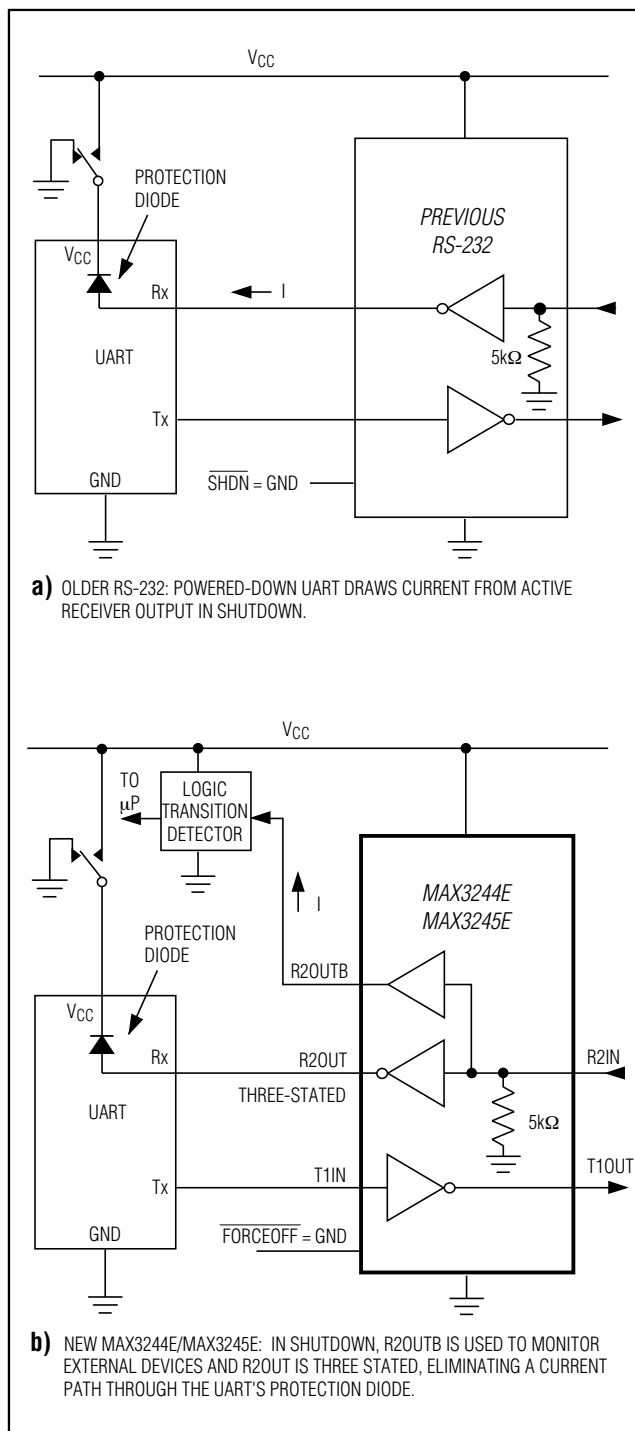 VCC
PROTECTION
DIODE
PREVIOUS
RS-232
VCC
Rx
I
UART
5kΩ
Tx
GND
SHDN = GND
a) OLDER RS-232: POWERED-DOWN UART DRAWS CURRENT FROM ACTIVE
RECEIVER OUTPUT IN SHUTDOWN.
VCC
TO
μP
LOGIC
TRANSITION
DETECTOR
MAX3244E
MAX3245E
I
PROTECTION
DIODE
R2OUTB
VCC
Rx
R2OUT
R2IN
THREE-STATED
UART
5kΩ
Tx
T1IN
T1OUT
GND
FORCEOFF = GND
b) NEW MAX3244E/MAX3245E: IN SHUTDOWN, R2OUTB IS USED TO MONITOR
EXTERNAL DEVICES AND R2OUT IS THREE STATED, ELIMINATING A CURRENT
PATH THROUGH THE UART'S PROTECTION DIODE.